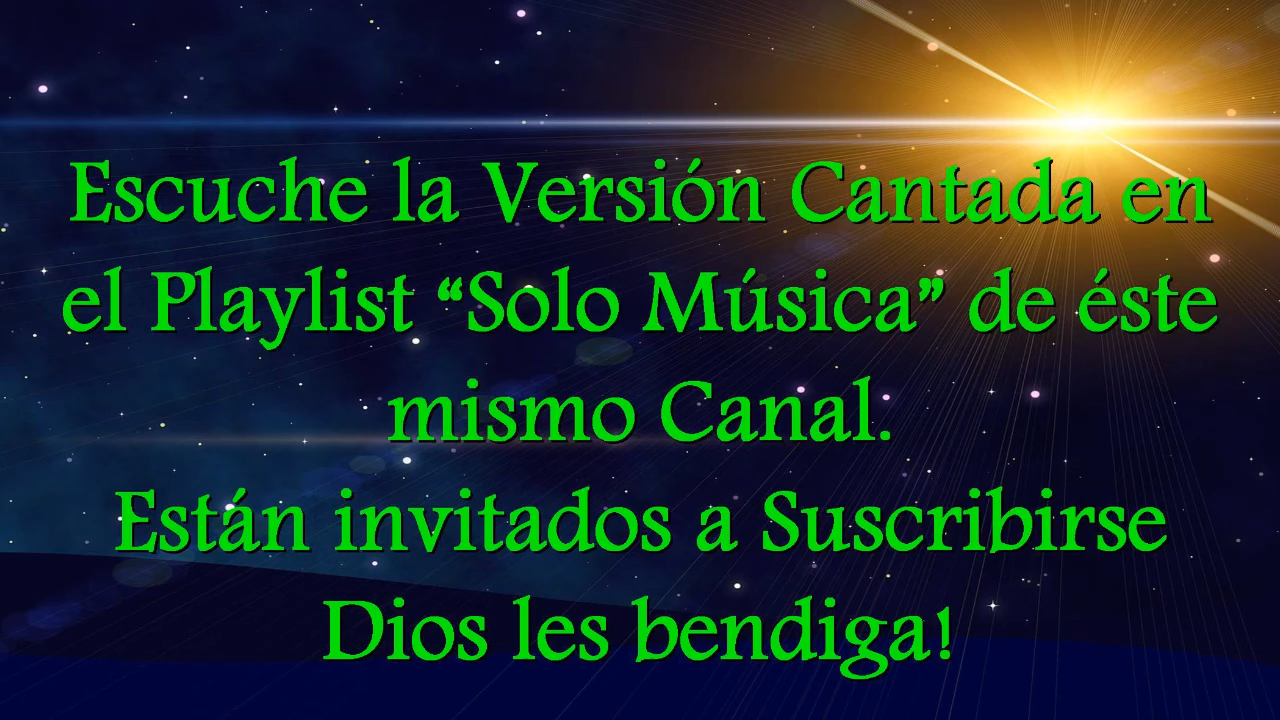 Escuche la Versión Cantada en
el Playlist “Solo Música” de éste
mismo Canal.
Están invitados a Suscribirse
Dios les bendiga!